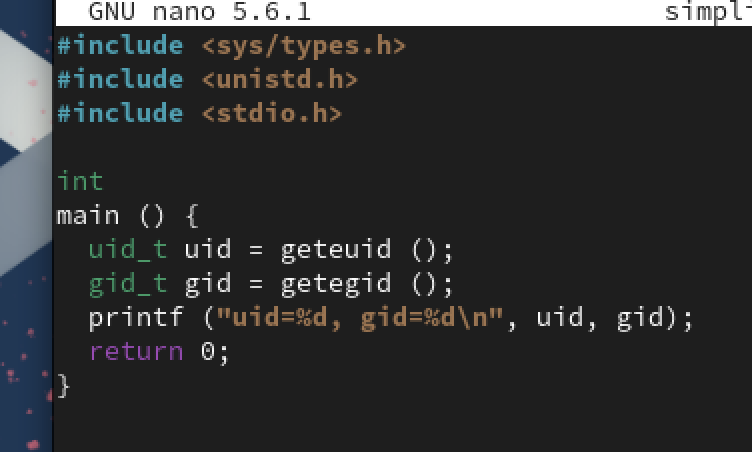 GNU nano 5.6.1
#include <sys/types.h>
#include <unistd.h>
#include <stdio.h>
int
main () {
uid_t uid = geteuid ();
gid_t gid = getegid ();
printf ("uid=%d, gid=%d\n", uid, gid);
return 0;
}